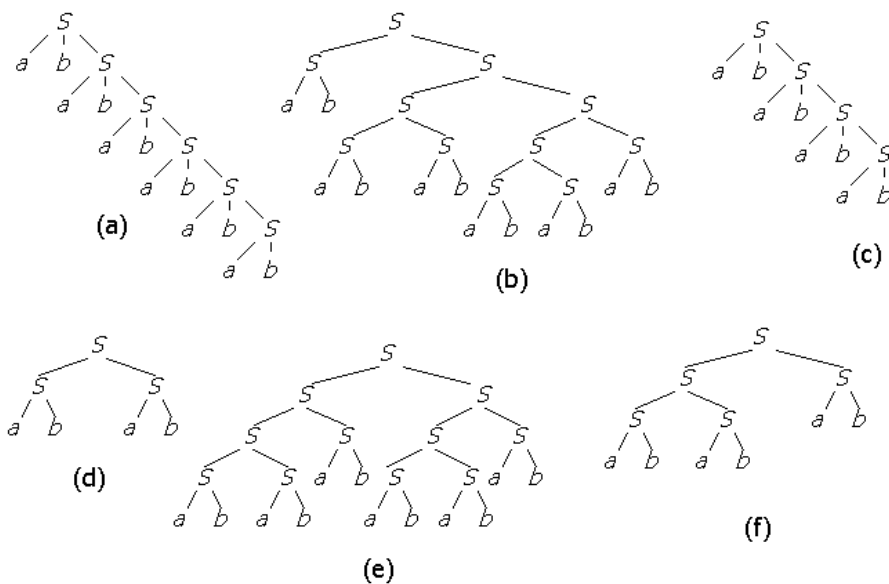 S
a b S
a b S
a b S
a b S
a b S
a b
(a)
S
S S
a b S S
S S S S
a b a b S S a b
a b a b
(b)
S
a b S
a b S
a b S
a b
(c)
S
S S
a b a b
(d)
S
S S
S S S S
S S a b S S a b
a b a b a b a b
(e)
S
S S
S S a b
a b a b
(f)